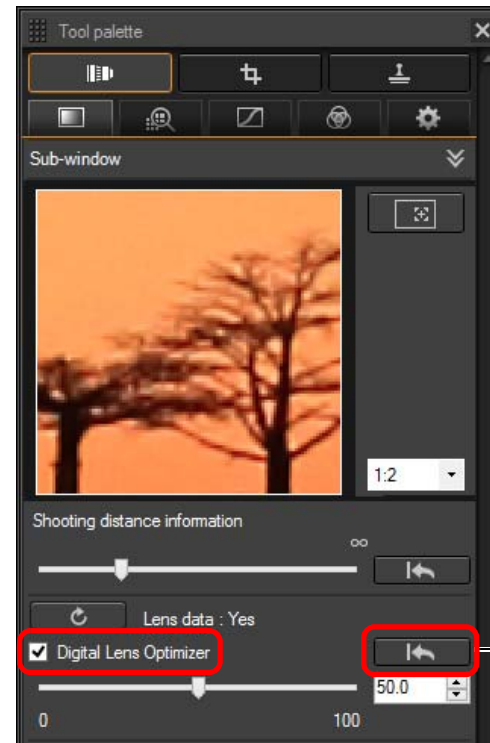 Tool palette
Sub-window
1:2
Shooting distance information
∞
Lens data : Yes
Digital Lens Optimizer
50.0
0 100